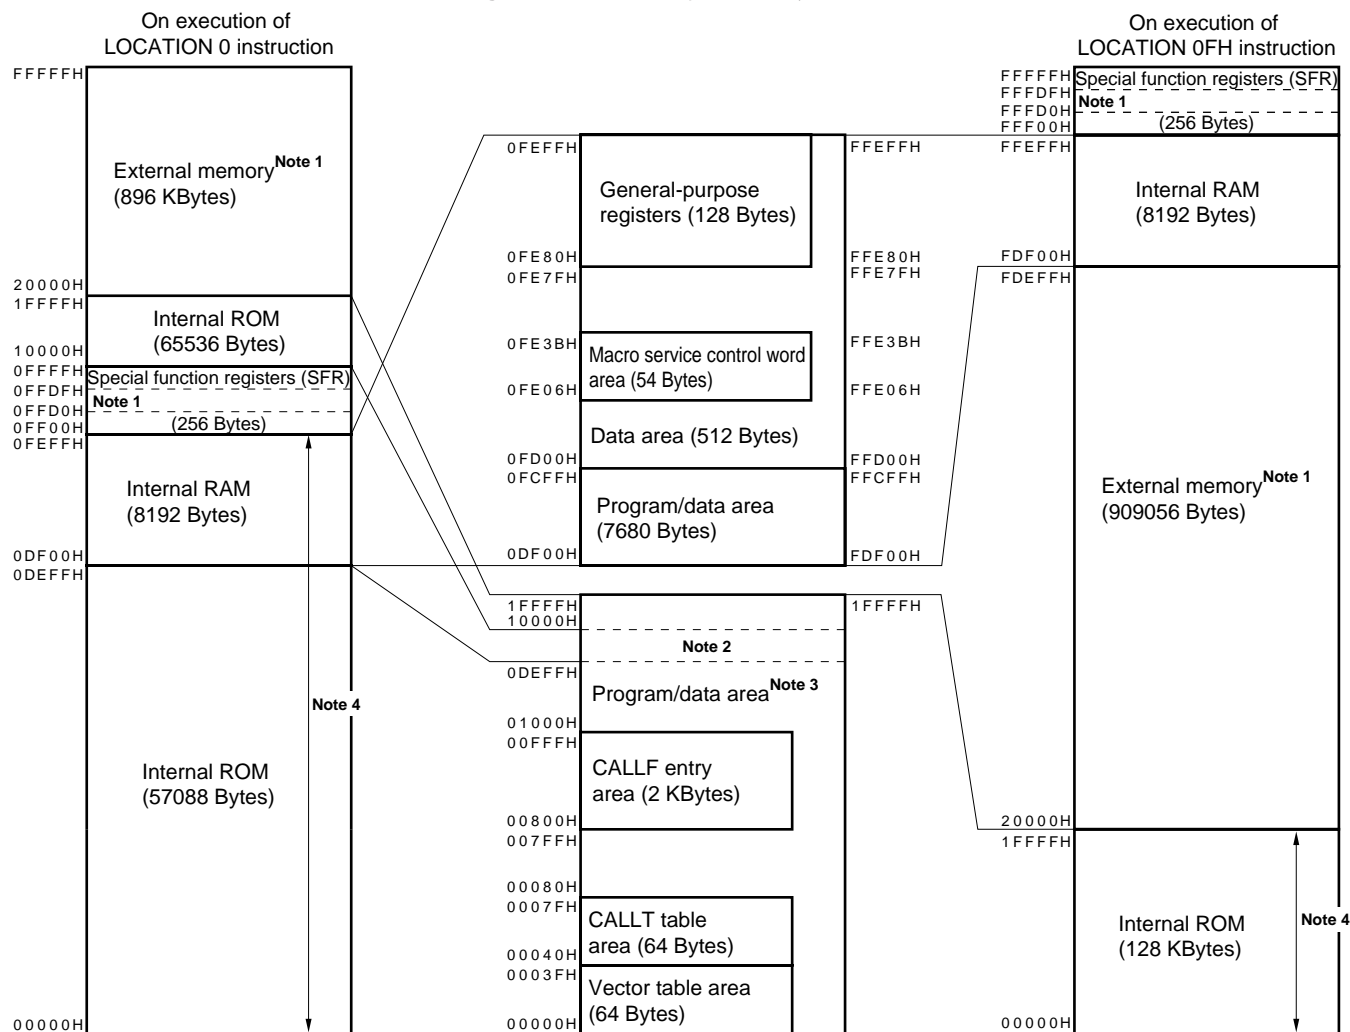 On execution of
LOCATION 0 instruction
FFFFFH
External memory Note 1
(896 KBytes)
20000H
1FFFFH
Internal ROM
(65536 Bytes)
10000H
0FFFFH
Special function registers (SFR)
0FFDFH
Note 1
0FFD0H
0FF00H
(256 Bytes)
0FEFFH
Internal RAM
(8192 Bytes)
0DF00H
0DEFFH
Note 4
Internal ROM
(57088 Bytes)
00000H
0FEFFH
FFEFFH
General-purpose
registers (128 Bytes)
0FE80H
FFE80H
0FE7FH
FFE7FH
0FE3BH
FFE3BH
Macro service control word
area (54 Bytes)
0FE06H
FFE06H
Data area (512 Bytes)
0FD00H
FFD00H
0FCFFH
FFCFFH
Program/data area
(7680 Bytes)
0DF00H
FDF00H
1FFFFH
1FFFFH
10000H
Note 2
0DEFFH
Program/data area Note 3
01000H
00FFFH
CALLF entry
area (2 KBytes)
00800H
007FFH
00080H
0007FH
CALLT table
area (64 Bytes)
00040H
0003FH
Vector table area
(64 Bytes)
00000H
On execution of
LOCATION 0FH instruction
FFFFFH
Special function registers (SFR)
FFFDFH
Note 1
FFFD0H
FFF00H
(256 Bytes)
FFEFFH
Internal RAM
(8192 Bytes)
FDF00H
FDEFFH
External memory Note 1
(909056 Bytes)
20000H
1FFFFH
Internal ROM
(128 KBytes)
Note 4
00000H